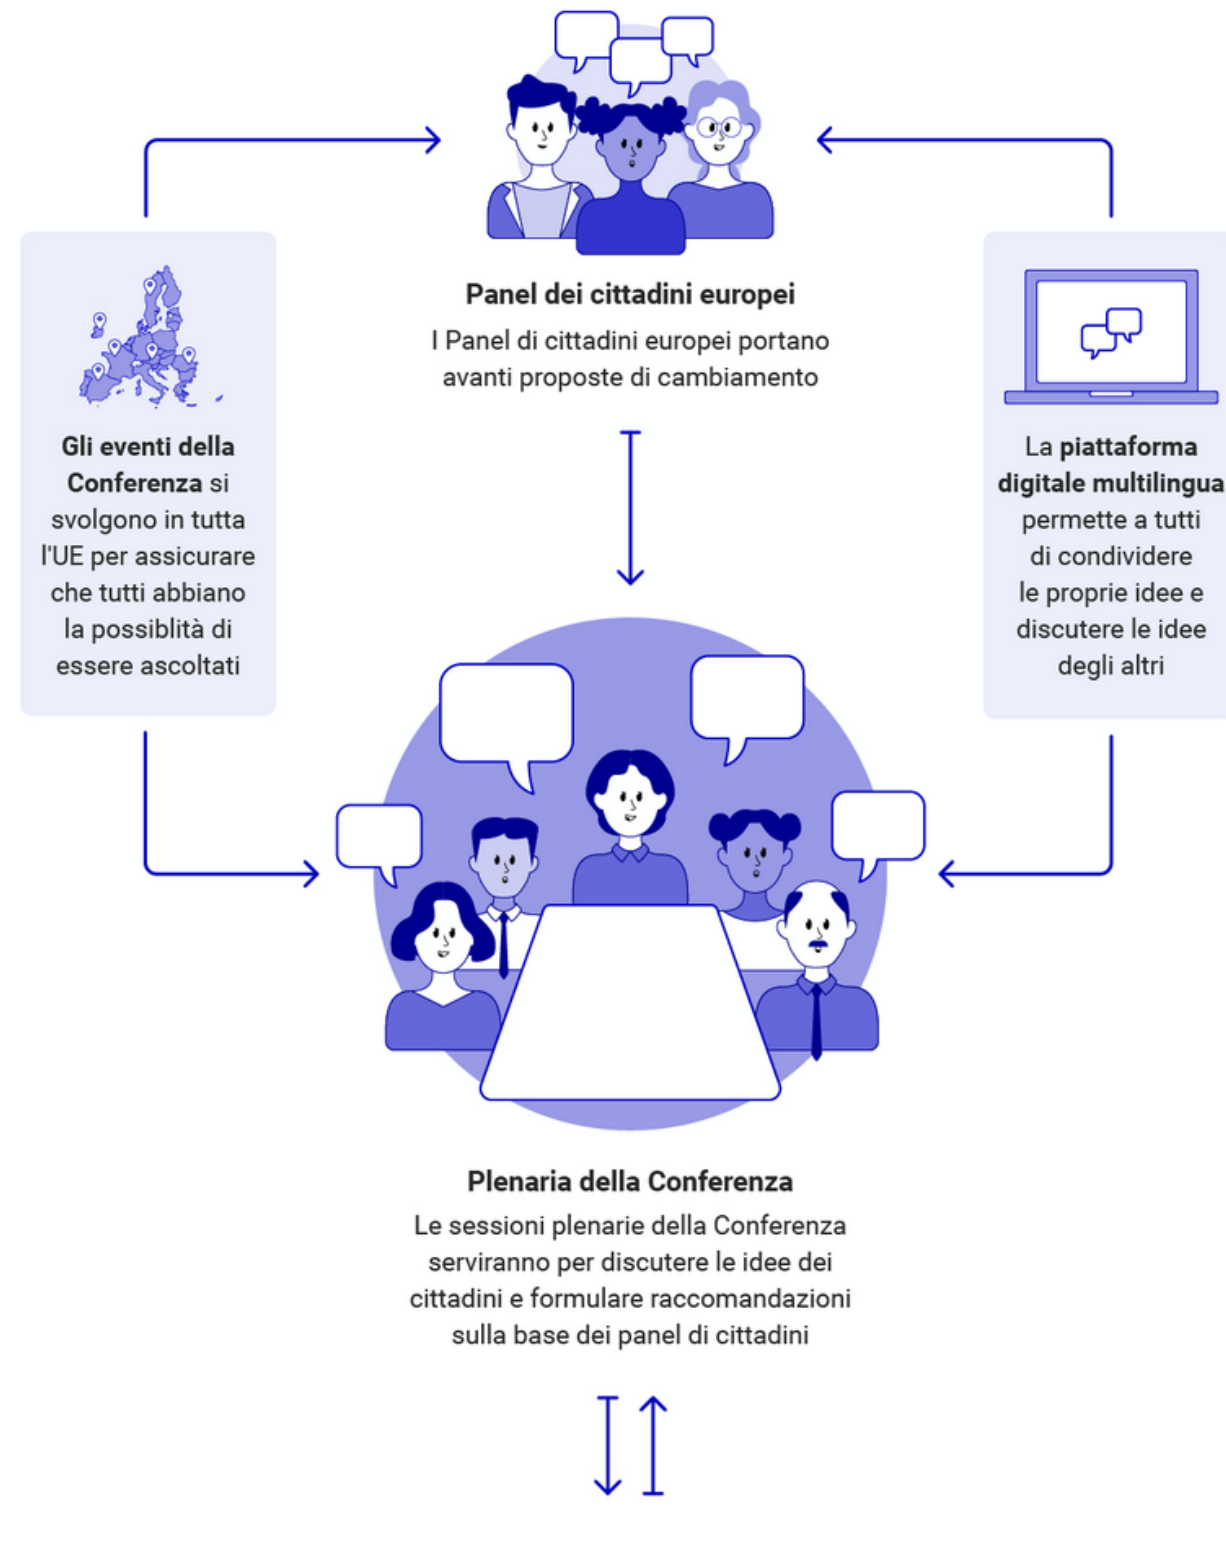 Panel dei cittadini europei
I Panel di cittadini europei portano
avanti proposte di cambiamento
Gli eventi della
Conferenza si
svolgono in tutta
l'UE per assicurare
che tutti abbiano
la possiblità di
essere ascoltati
La piattaforma
digitale multilingua
permette a tutti
di condividere
le proprie idee e
discutere le idee
degli altri
Plenaria della Conferenza
Le sessioni plenarie della Conferenza
serviranno per discutere le idee dei
cittadini e formulare raccomandazioni
sulla base dei panel di cittadini